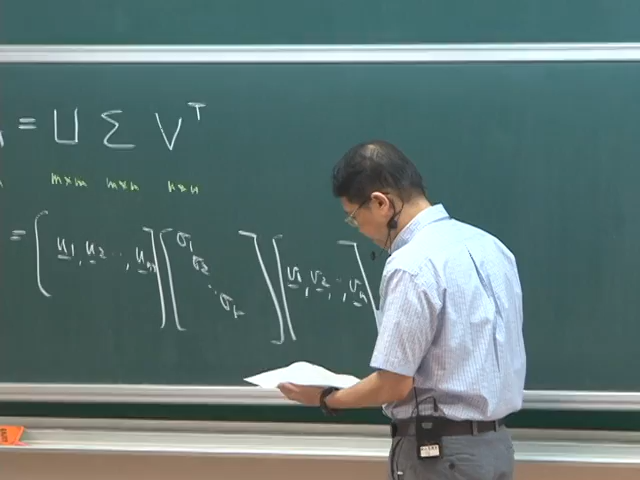 = U Σ V^T
m×m m×n n×n
= [u1, u2 ..., um] [σ1 σ2 ... σr] [v1, v2, ..., vn]